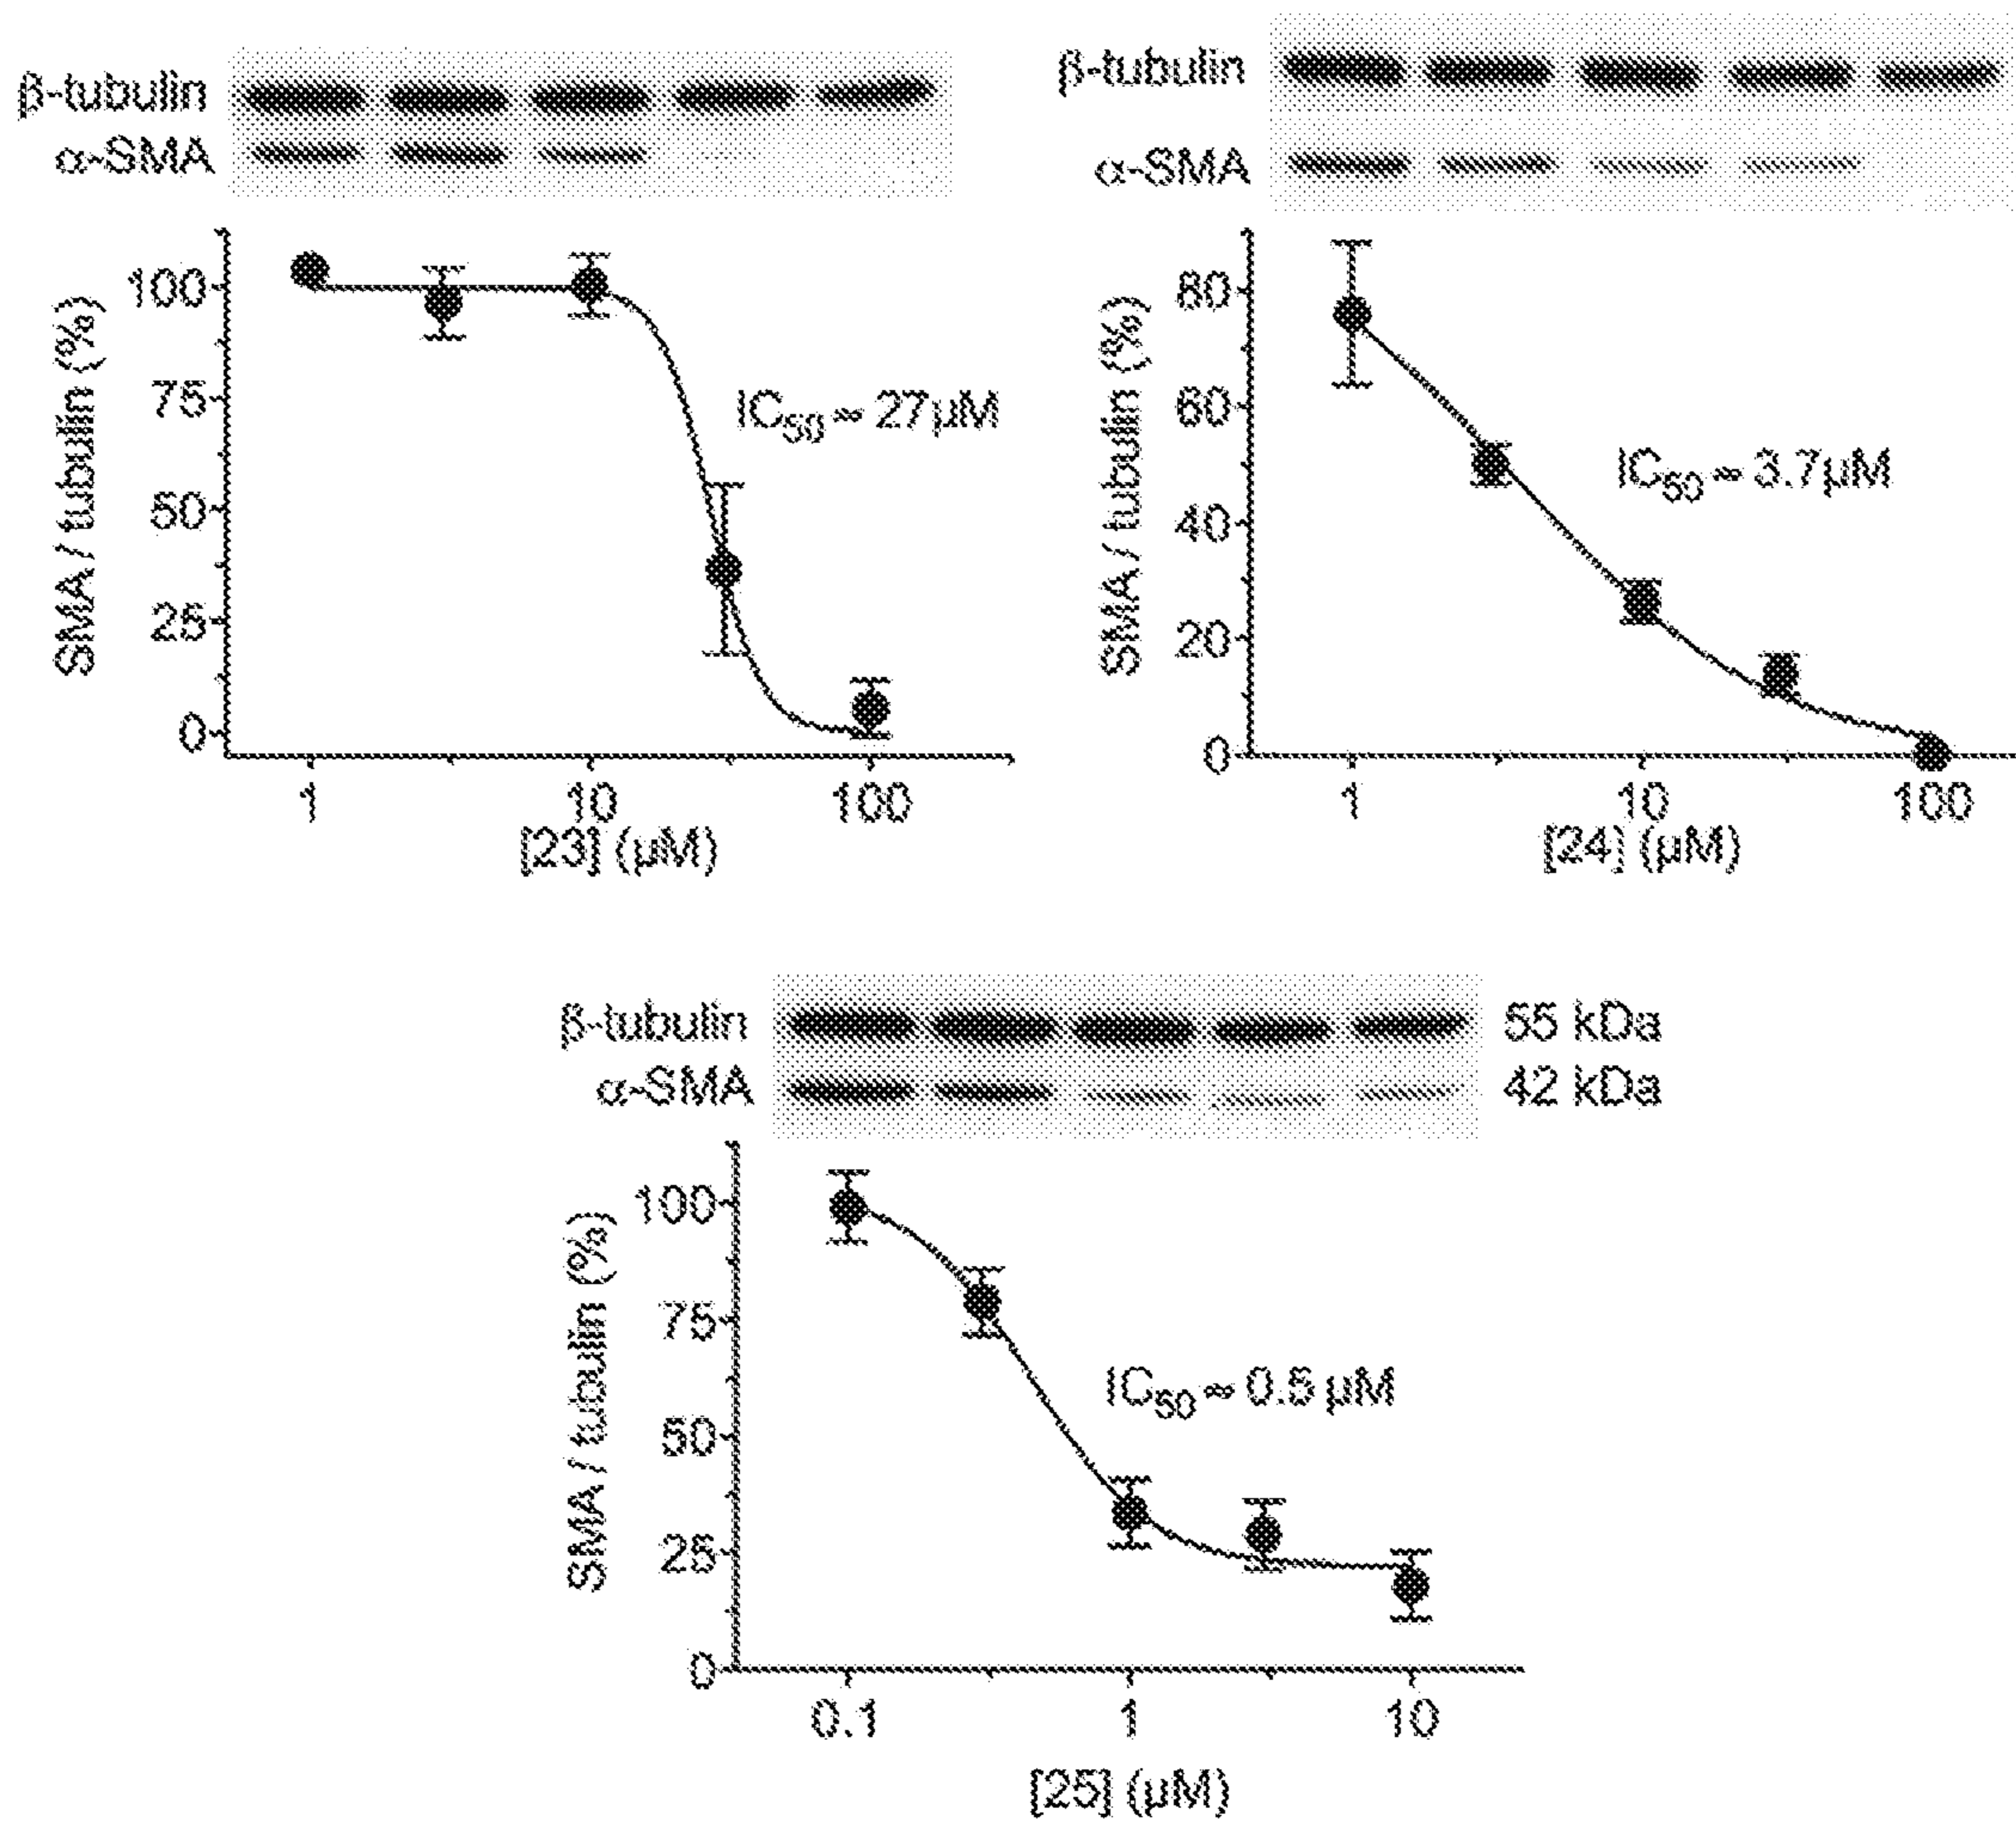 β-tubulin
α-SMA
SMA / tubulin (%)
100
75
50
25
0
IC50 ≈ 27µM
1 10 100
[23] (µM)
β-tubulin
α-SMA
SMA / tubulin (%)
80
60
40
20
0
IC50 ≈ 3.7µM
1 10 100
[24] (µM)
β-tubulin 55 kDa
α-SMA 42 kDa
SMA / tubulin (%)
100
75
50
25
0
IC50 ≈ 0.5 µM
0.1 1 10
[25] (µM)